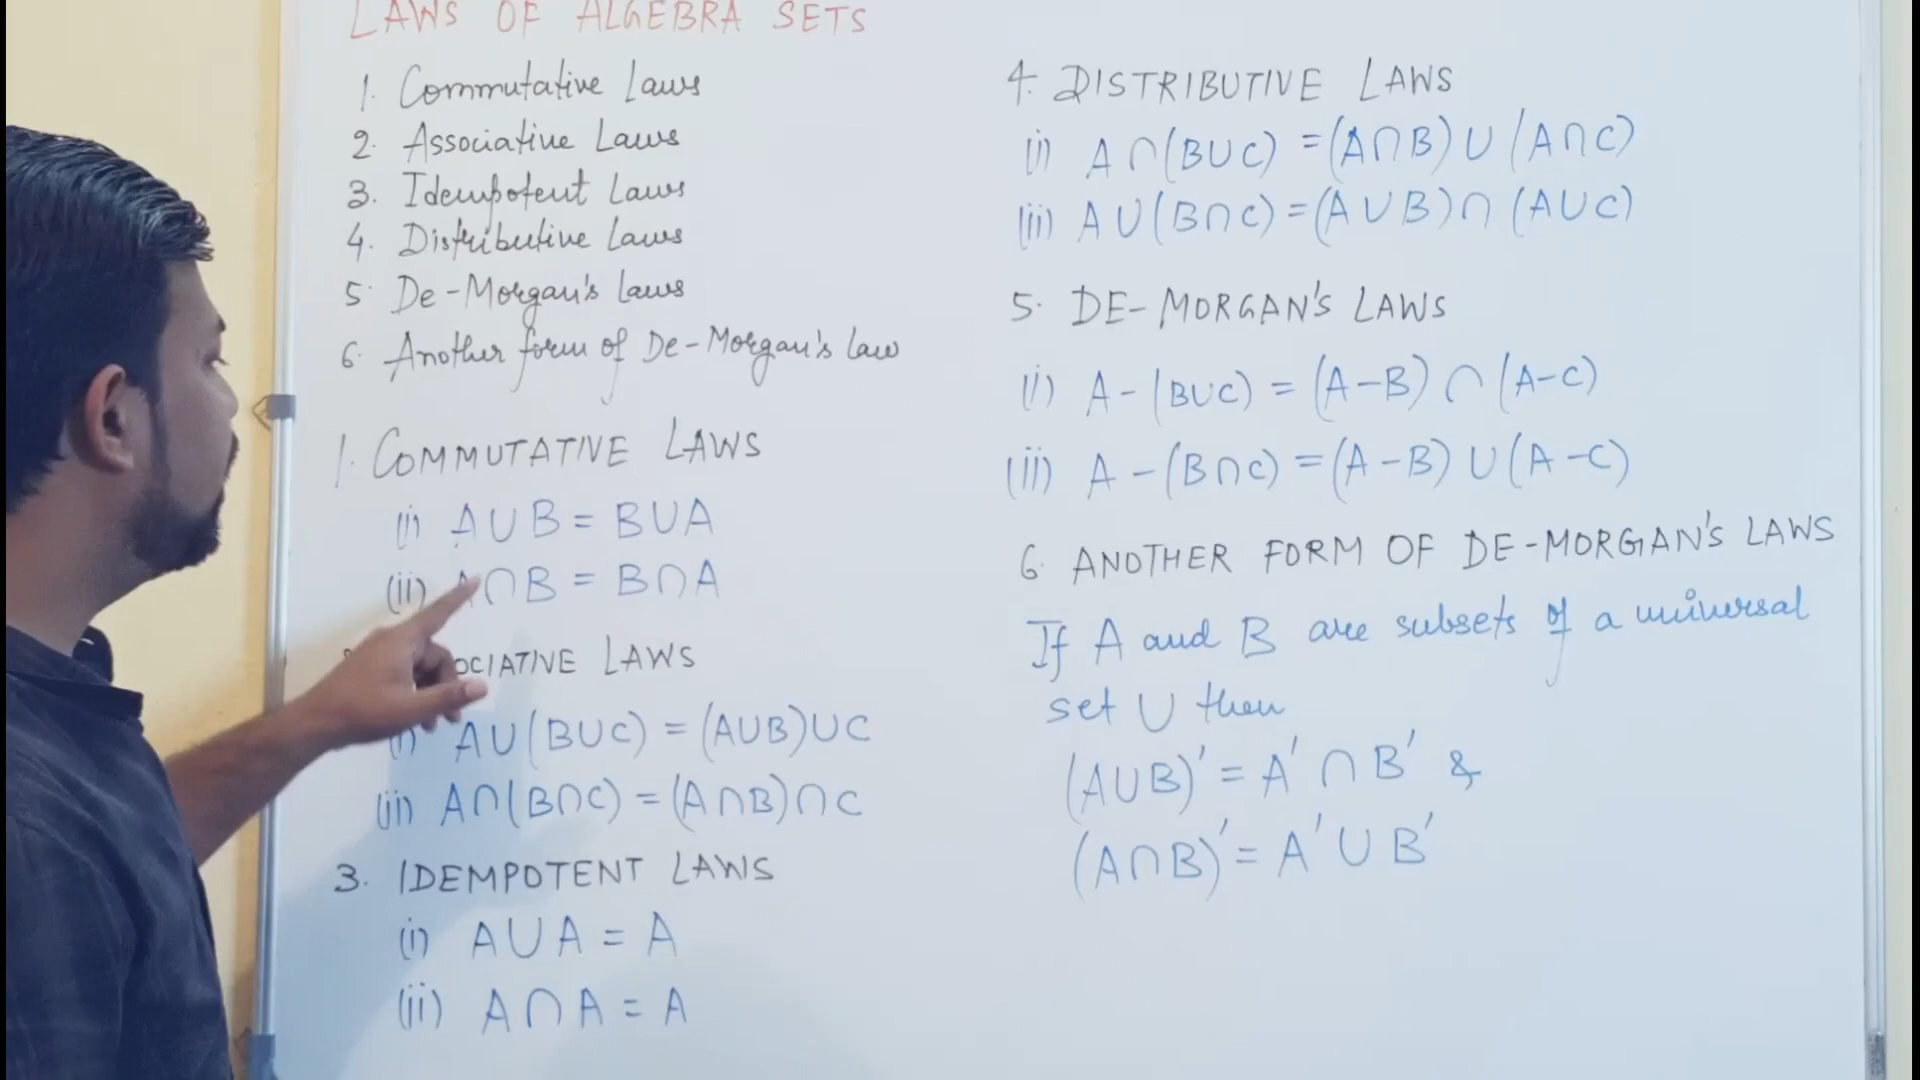 LAWS OF ALGEBRA SETS
1. Commutative Laws
2. Associative Laws
3. Idempotent Laws
4. Distributive Laws
5. De-Morgan's Laws
6. Another form of De-Morgan's Law
1. COMMUTATIVE LAWS
(i) A∪B = B∪A
(ii) A∩B = B∩A
OCIATIVE LAWS
(i) A∪(B∪C) = (A∪B)∪C
(ii) A∩(B∩C) = (A∩B)∩C
3. IDEMPOTENT LAWS
(i) A∪A = A
(ii) A∩A = A
4. DISTRIBUTIVE LAWS
(i) A∩(B∪C) = (A∩B)∪(A∩C)
(ii) A∪(B∩C) = (A∪B)∩(A∪C)
5. DE-MORGAN'S LAWS
(i) A-(B∪C) = (A-B)∩(A-C)
(ii) A-(B∩C) = (A-B)∪(A-C)
6. ANOTHER FORM OF DE-MORGAN'S LAWS
If A and B are subsets of a universal
set U then
(A∪B)' = A'∩B' &
(A∩B)' = A'∪B'